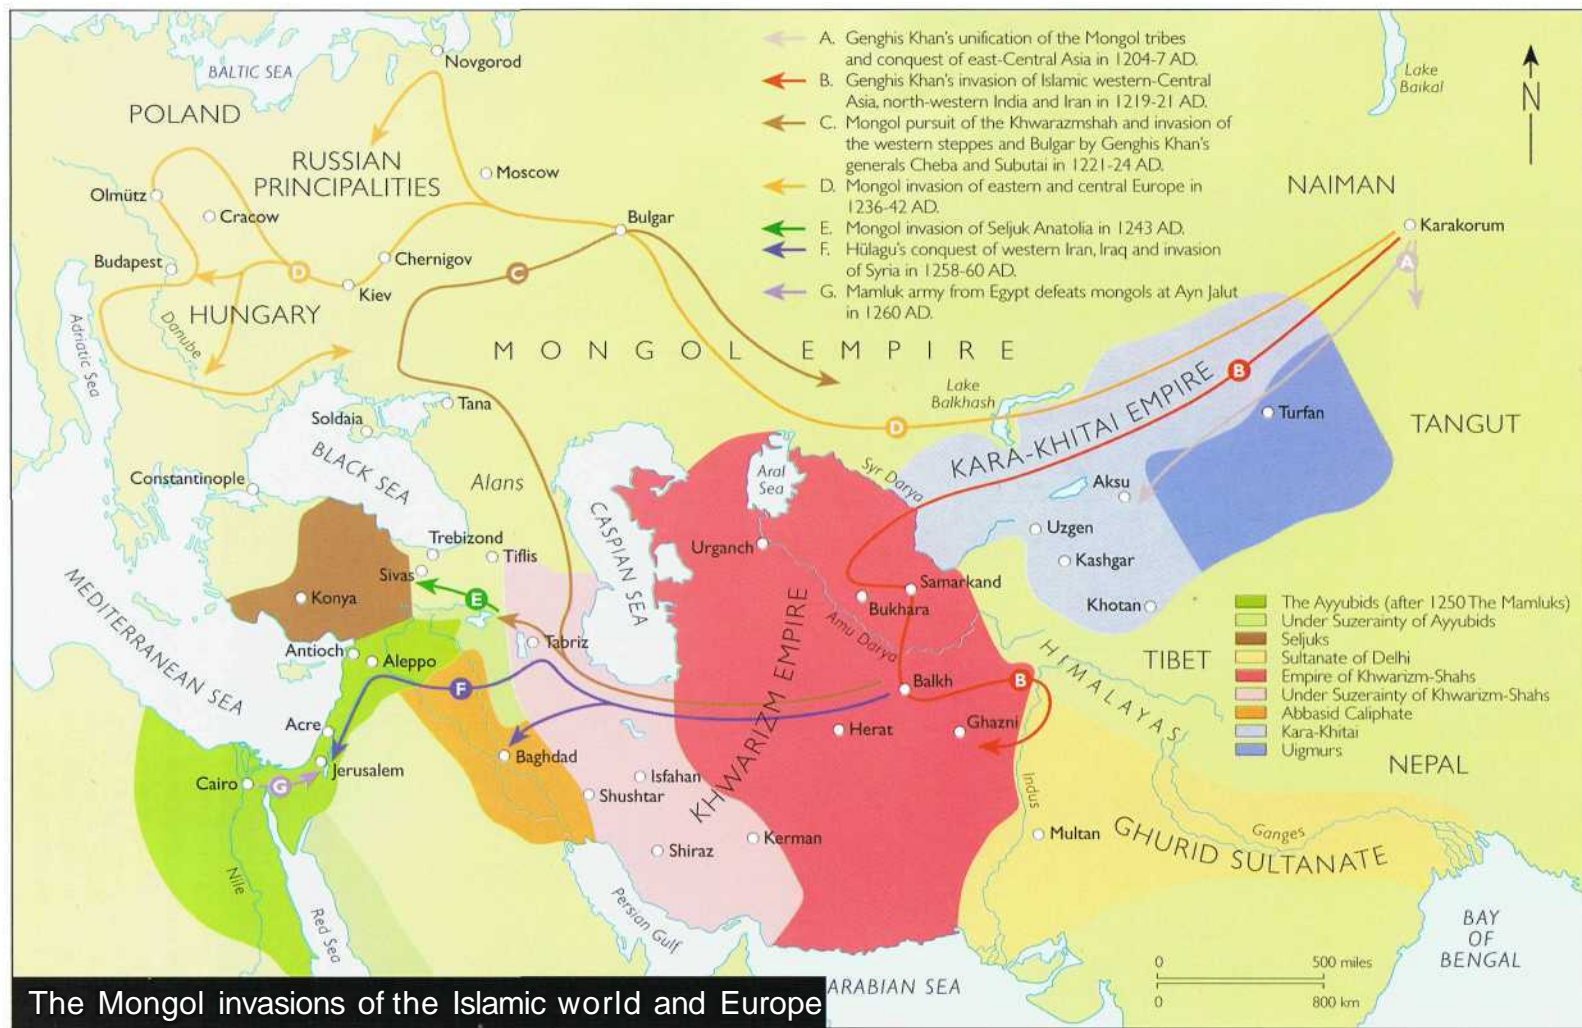 A. Genghis Khan's unification of the Mongol tribes
and conquest of east-Central Asia in 1204-7 AD.
B. Genghis Khan's invasion of Islamic western-Central
Asia, north-western India and Iran in 1219-21 AD.
C. Mongol pursuit of the Khwarazmshah and invasion of
the western steppes and Bulgar by Genghis Khan's
generals Cheba and Subutai in 1221-24 AD.
D. Mongol invasion of eastern and central Europe in
1236-42 AD.
E. Mongol invasion of Seljuk Anatolia in 1243 AD.
F. Hülagu's conquest of western Iran, Iraq and invasion
of Syria in 1258-60 AD.
G. Mamluk army from Egypt defeats mongols at Ayn Jalut
in 1260 AD.
N
Lake
Baikal
Novgorod
BALTIC SEA
POLAND
RUSSIAN
PRINCIPALITIES
Moscow
Olmütz
Cracow
Bulgar
NAIMAN
Karakorum
A
Budapest
D
Chernigov
C
Kiev
HUNGARY
Danube
Adriatic Sea
MONGOL EMPIRE
Lake
Balkhash
D
B
KARA-KHITAI EMPIRE
Turfan
TANGUT
Tana
Soldaia
BLACK SEA
Alans
Constantinople
CASPIAN SEA
Aral
Sea
Syr Darya
Aksu
Uzgen
Kashgar
Khotan
Trebizond
Tiflis
Sivas
E
Konya
Urganch
Samarkand
Bukhara
Amu Darya
MEDITERRANEAN SEA
Antioch
Aleppo
Tabriz
KHWARIZM EMPIRE
TIBET
HIMALAYAS
The Ayyubids (after 1250 The Mamluks)
Under Suzerainty of Ayyubids
Seljuks
Sultanate of Delhi
Empire of Khwarizm-Shahs
Under Suzerainty of Khwarizm-Shahs
Abbasid Caliphate
Kara-Khitai
Uigmurs
F
Balkh
B
Acre
Herat
Ghazni
Baghdad
Jerusalem
Cairo
G
Isfahan
Shushtar
NEPAL
Indus
Shiraz
Kerman
Multan
Ganges
GHURID SULTANATE
Nile
Red Sea
Persian Gulf
BAY
OF
BENGAL
0 500 miles
0 800 km
ARABIAN SEA
The Mongol invasions of the Islamic world and Europe